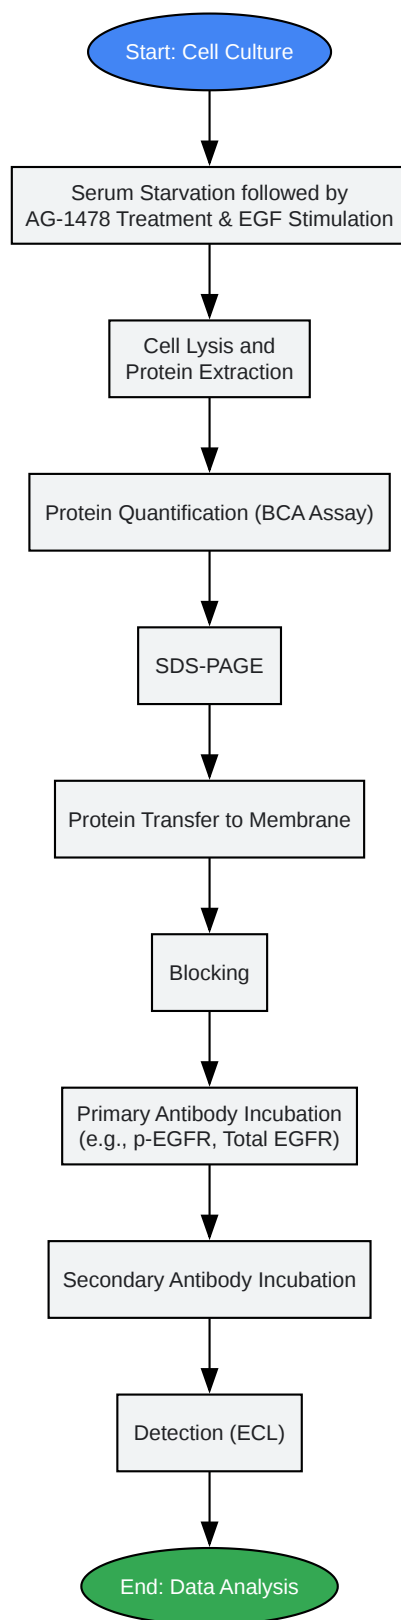 Start: Cell Culture
Serum Starvation followed by
AG-1478 Treatment & EGF Stimulation
Cell Lysis and
Protein Extraction
Protein Quantification (BCA Assay)
SDS-PAGE
Protein Transfer to Membrane
Blocking
Primary Antibody Incubation
(e.g., p-EGFR, Total EGFR)
Secondary Antibody Incubation
Detection (ECL)
End: Data Analysis